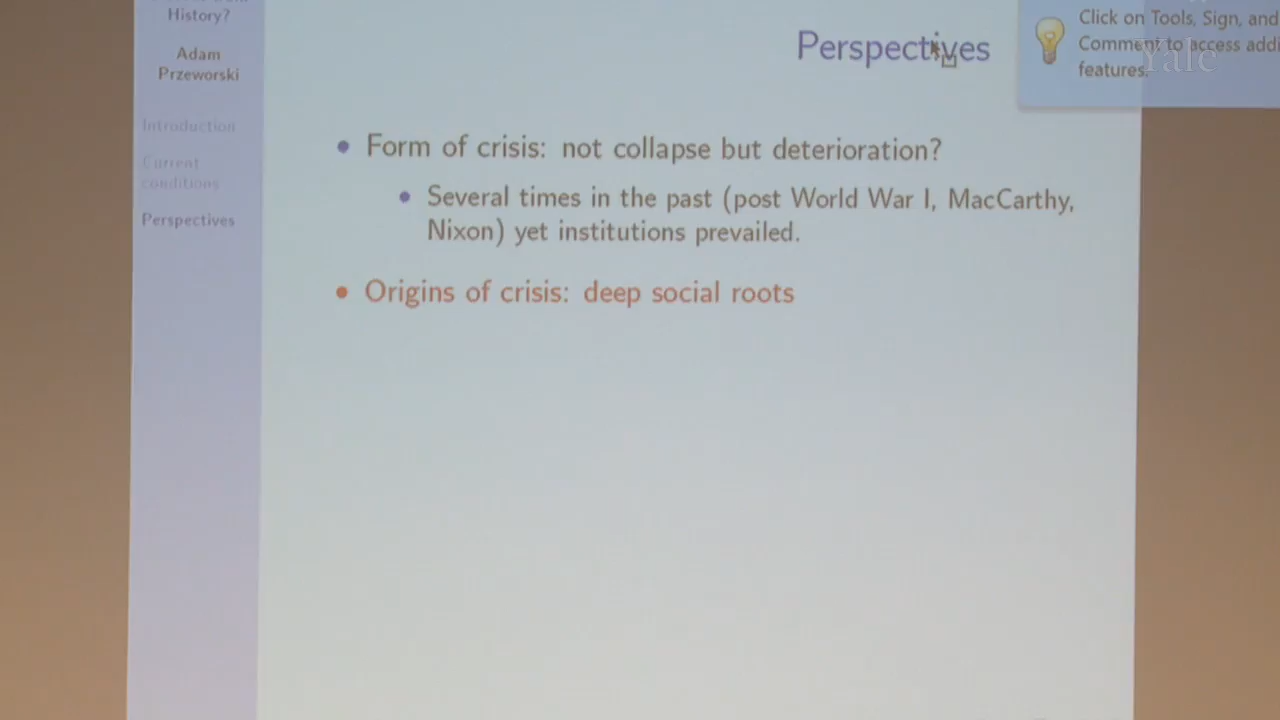 History?
Adam
Przeworski
Introduction
Current
conditions
Perspectives
Perspectives
• Form of crisis: not collapse but deterioration?
• Several times in the past (post World War I, MacCarthy,
Nixon) yet institutions prevailed.
• Origins of crisis: deep social roots
Click on Tools, Sign, and
Comment to access addi
features.
Yale